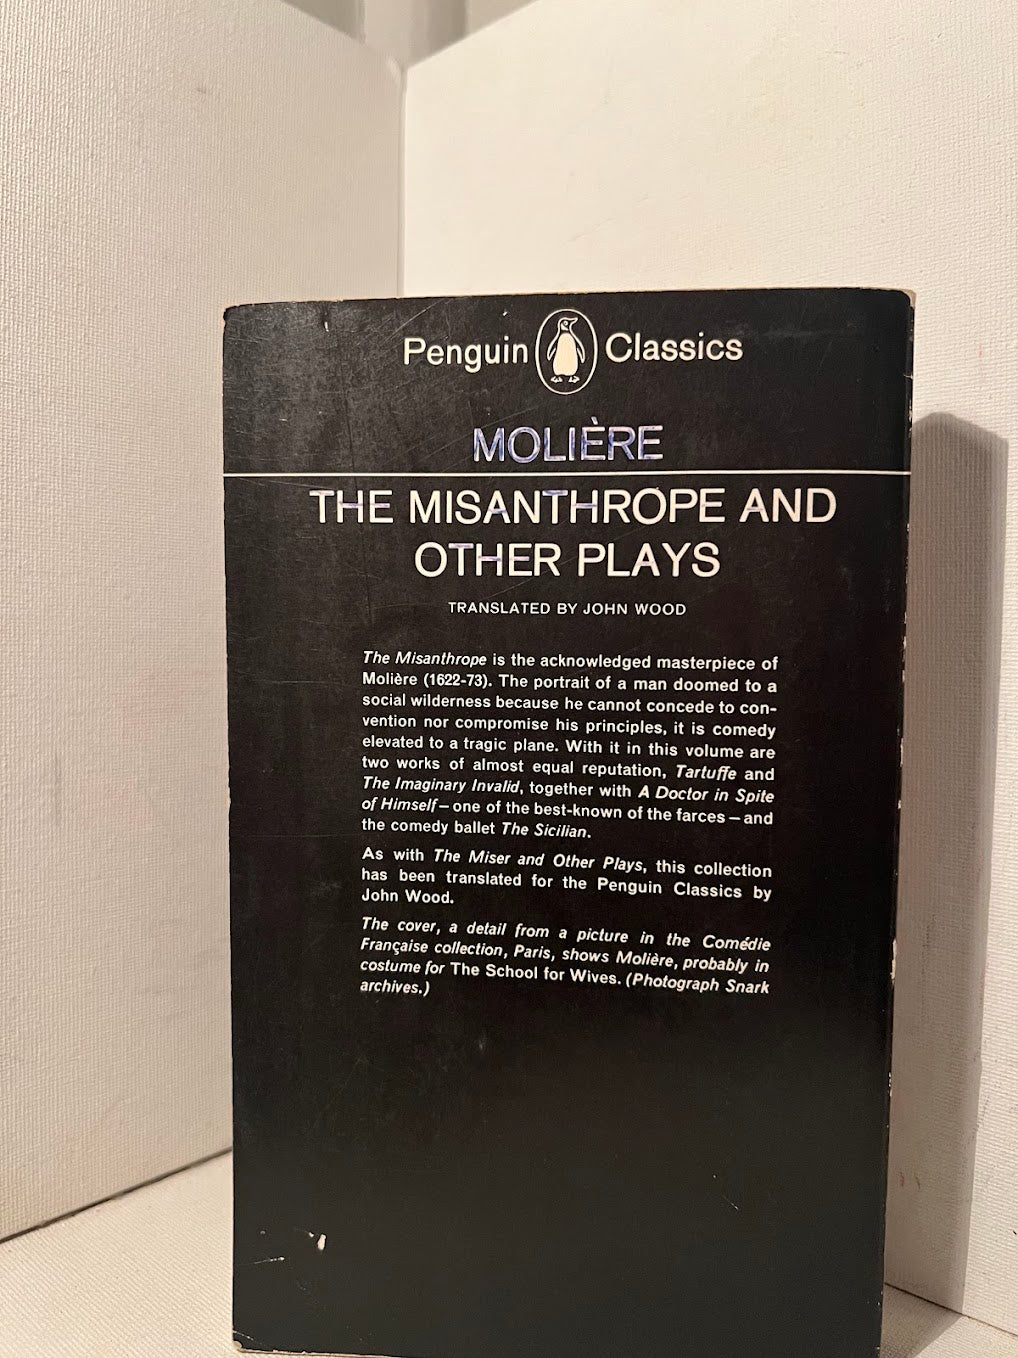 Penguin Classics
MOLIÈRE
THE MISANTHROPE AND
OTHER PLAYS
TRANSLATED BY JOHN WOOD
The Misanthrope is the acknowledged masterpiece of
Molière (1622-73). The portrait of a man doomed to a
social wilderness because he cannot concede to con-
vention nor compromise his principles, it is comedy
elevated to a tragic plane. With it in this volume are
two works of almost equal reputation, Tartuffe and
The Imaginary Invalid, together with A Doctor in Spite
of Himself – one of the best-known of the farces – and
the comedy ballet The Sicilian.
As with The Miser and Other Plays, this collection
has been translated for the Penguin Classics by
John Wood.
The cover, a detail from a picture in the Comédie
Française collection, Paris, shows Molière, probably in
costume for The School for Wives. (Photograph Snark
archives.)